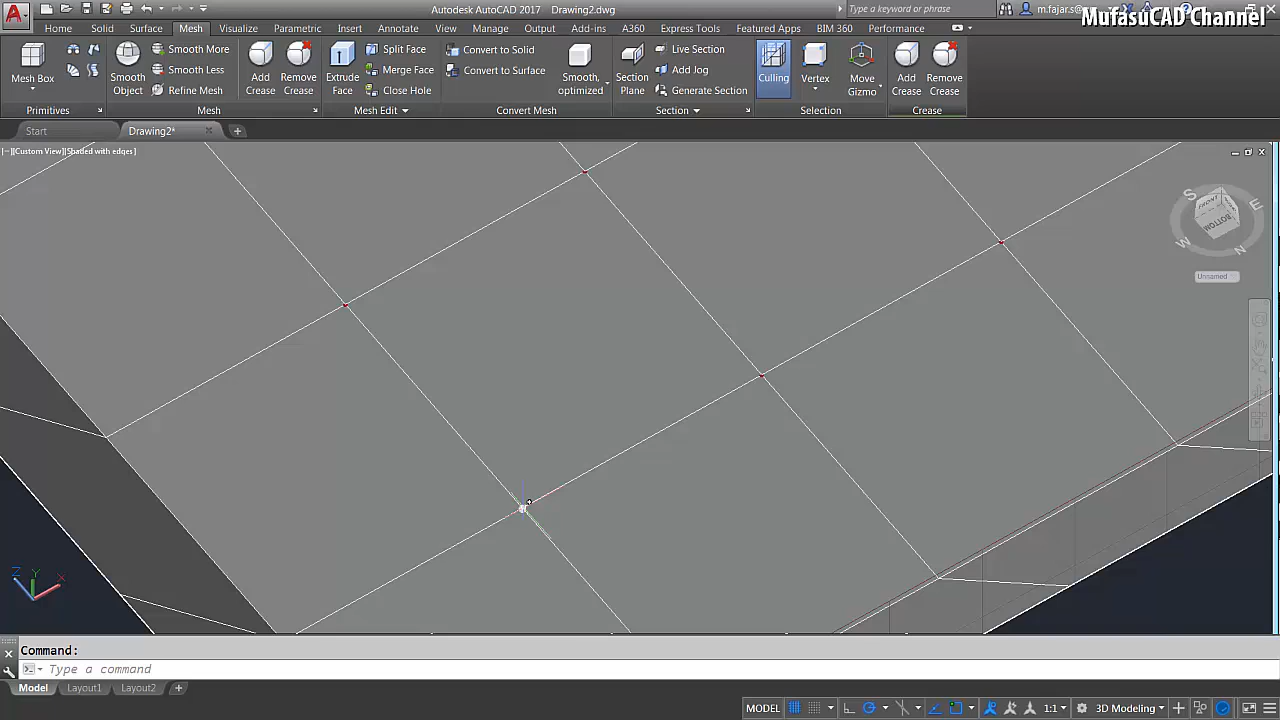 Autodesk AutoCAD 2017 Drawing2.dwg
Type a keyword or phrase
m.fajar.s
MufasuCAD Channel
Home Solid Surface Mesh Visualize Parametric Insert Annotate View Manage Output Add-ins A360 Express Tools Featured Apps BIM 360 Performance
Mesh Box
Smooth Object
Smooth More
Smooth Less
Refine Mesh
Add Crease
Remove Crease
Extrude Face
Split Face
Merge Face
Close Hole
Convert to Solid
Convert to Surface
Smooth, optimized
Section Plane
Live Section
Add Jog
Generate Section
Culling
Vertex
Move Gizmo
Add Crease
Remove Crease
Primitives Mesh Mesh Edit Convert Mesh Section Selection Crease
Start Drawing2*
[−][Custom View][Shaded with edges]
S E W N
FRONT
BOTTOM
Unnamed
Z Y X
Command:
Type a command
Model Layout1 Layout2
MODEL 1:1 3D Modeling